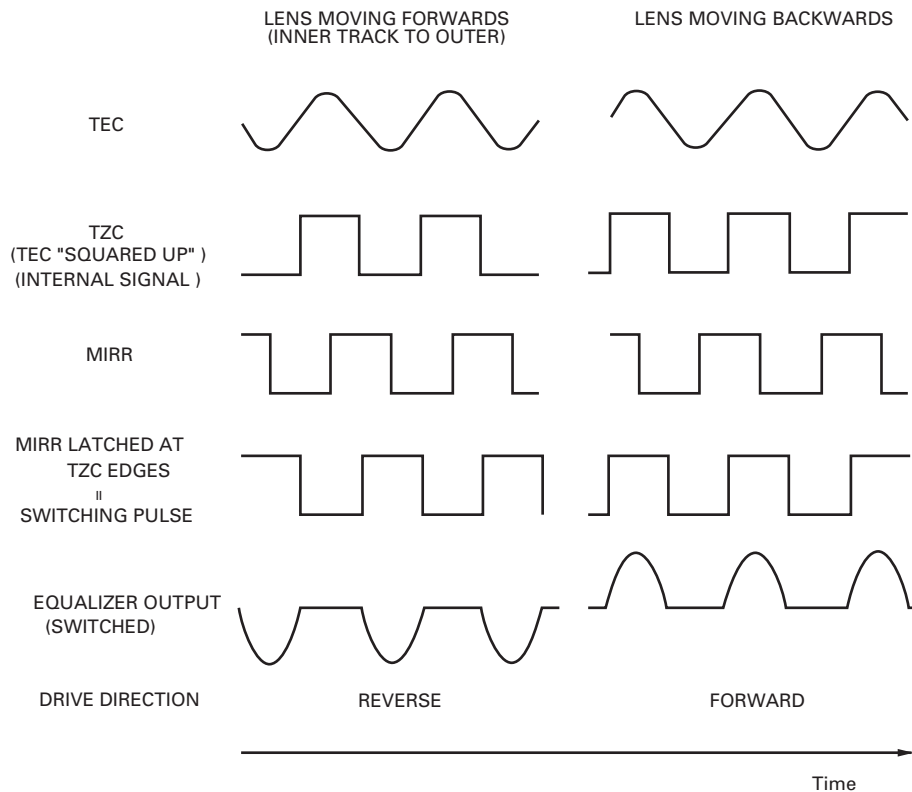 LENS MOVING FORWARDS
(INNER TRACK TO OUTER)
LENS MOVING BACKWARDS
TEC
TZC
(TEC "SQUARED UP" )
(INTERNAL SIGNAL )
MIRR
MIRR LATCHED AT
TZC EDGES
=
SWITCHING PULSE
EQUALIZER OUTPUT
(SWITCHED)
DRIVE DIRECTION
REVERSE
FORWARD
Time